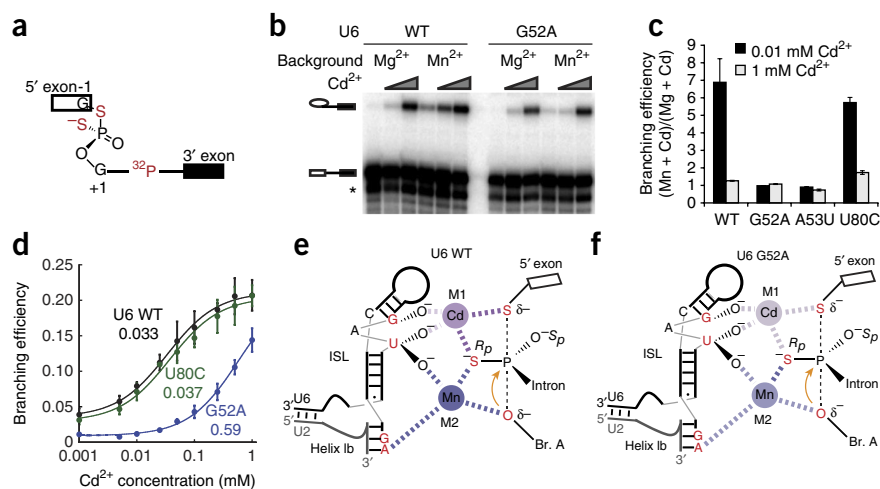 a
5′ exon-1
G
S
−S
P
O
O
G
+1
32P
3′ exon
b
U6 WT G52A
Background Mg2+ Mn2+ Mg2+ Mn2+
Cd2+
*
c
Branching efficiency
(Mn + Cd)/(Mg + Cd)
9
8
7
6
5
4
3
2
1
0
0.01 mM Cd2+
1 mM Cd2+
WT G52A A53U U80C
d
Branching efficiency
0.25
0.20
0.15
0.10
0.05
0
U6 WT
0.033
U80C
0.037
G52A
0.59
0.001 0.01 0.1 1
Cd2+ concentration (mM)
e
U6 WT
5′ exon
M1
Cd
S
δ−
C
G
A
U
O−
O−
O−
O−Sp
Rp
−S
P
ISL
Intron
Mn
M2
O
δ−
3′
U6
5′
U2
Helix Ib
G
A
3′
Br. A
f
U6 G52A
5′ exon
M1
Cd
S
δ−
C
G
A
U
O−
O−
O−
O−Sp
Rp
−S
P
ISL
Intron
Mn
M2
O
δ−
3′
U6
5′
U2
Helix Ib
G
A
3′
Br. A